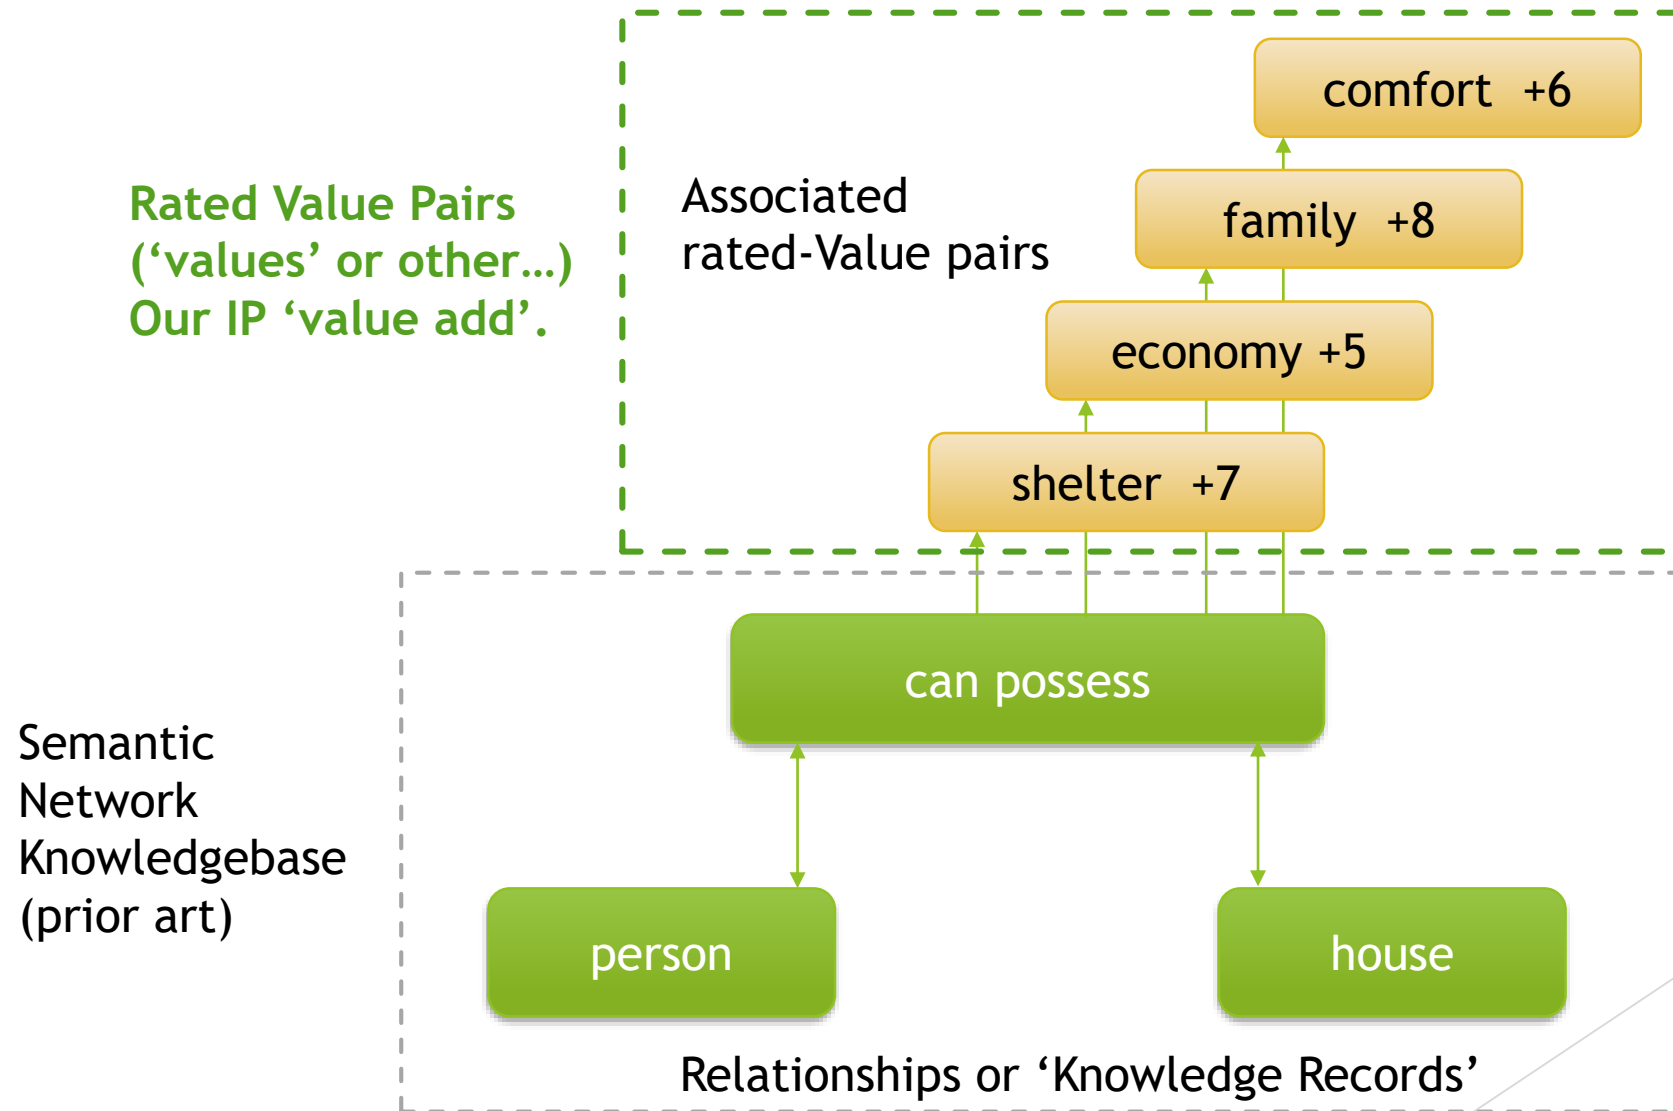 comfort +6
Rated Value Pairs
(‘values’ or other…)
Our IP ‘value add’.
Associated
rated-Value pairs
family +8
economy +5
shelter +7
can possess
Semantic
Network
Knowledgebase
(prior art)
person
house
Relationships or ‘Knowledge Records’